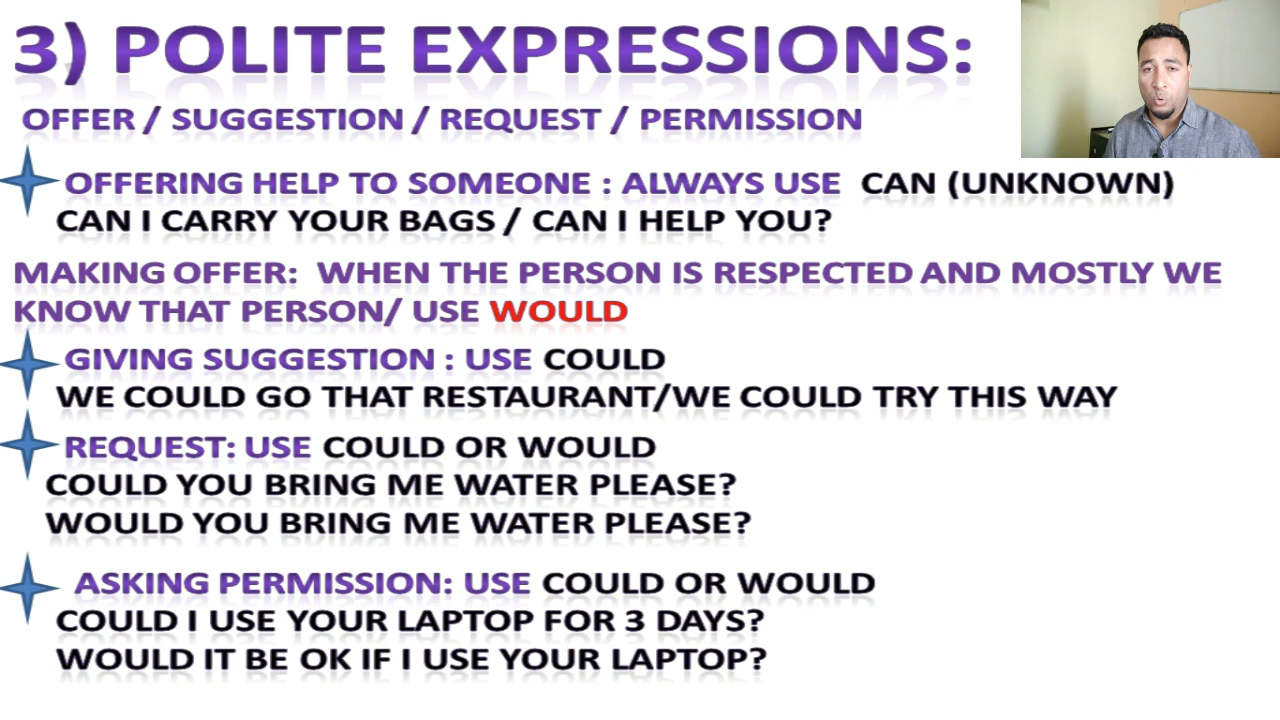 3) POLITE EXPRESSIONS:
OFFER / SUGGESTION / REQUEST / PERMISSION
OFFERING HELP TO SOMEONE : ALWAYS USE CAN (UNKNOWN)
CAN I CARRY YOUR BAGS / CAN I HELP YOU?
MAKING OFFER: WHEN THE PERSON IS RESPECTED AND MOSTLY WE
KNOW THAT PERSON/ USE WOULD
GIVING SUGGESTION : USE COULD
WE COULD GO THAT RESTAURANT/WE COULD TRY THIS WAY
REQUEST: USE COULD OR WOULD
COULD YOU BRING ME WATER PLEASE?
WOULD YOU BRING ME WATER PLEASE?
ASKING PERMISSION: USE COULD OR WOULD
COULD I USE YOUR LAPTOP FOR 3 DAYS?
WOULD IT BE OK IF I USE YOUR LAPTOP?